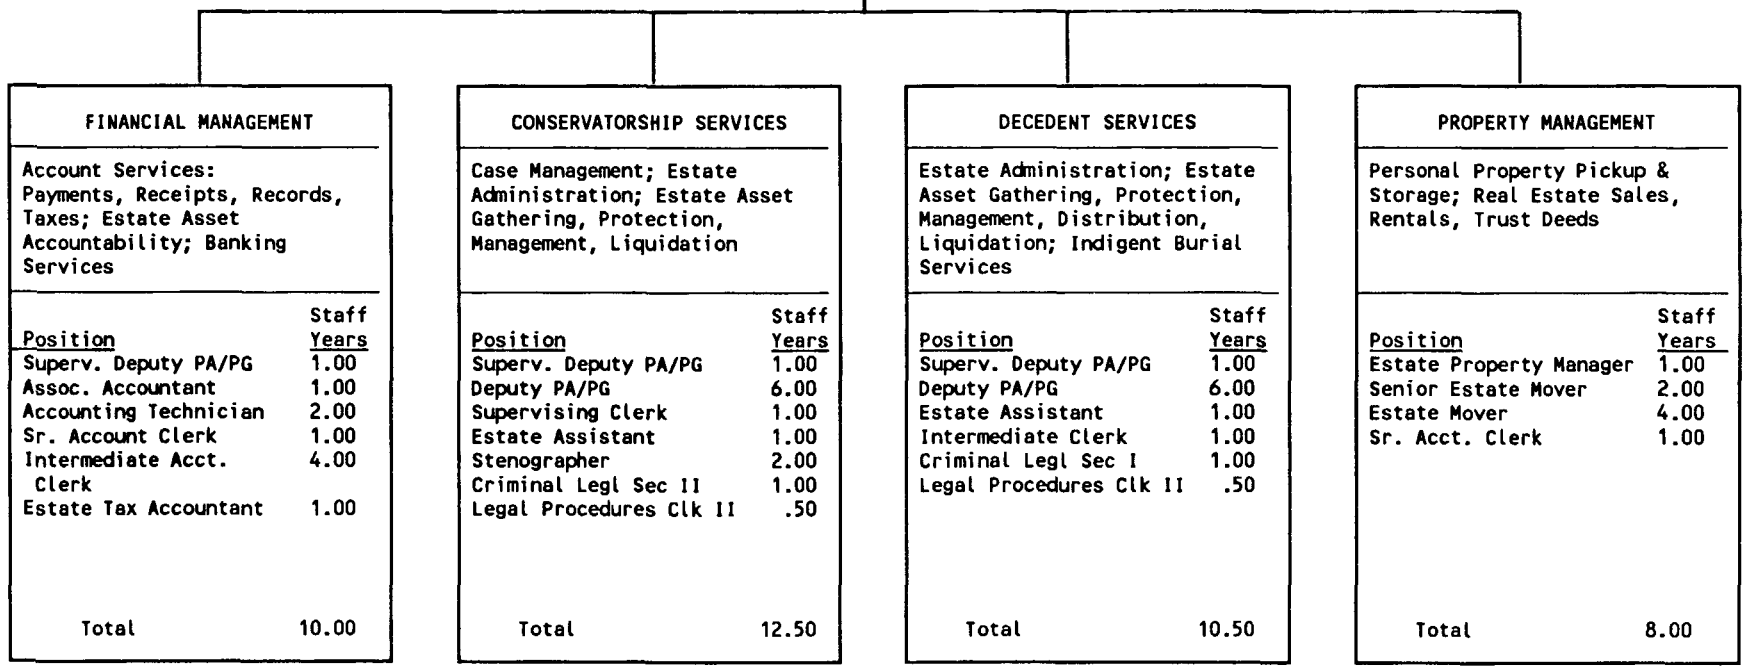 FINANCIAL MANAGEMENT
Account Services:
Payments, Receipts, Records,
Taxes; Estate Asset
Accountability; Banking
Services
Staff
Position Years
Superv. Deputy PA/PG 1.00
Assoc. Accountant 1.00
Accounting Technician 2.00
Sr. Account Clerk 1.00
Intermediate Acct. 4.00
Clerk
Estate Tax Accountant 1.00
Total 10.00
CONSERVATORSHIP SERVICES
Case Management; Estate
Administration; Estate Asset
Gathering, Protection,
Management, Liquidation
Staff
Position Years
Superv. Deputy PA/PG 1.00
Deputy PA/PG 6.00
Supervising Clerk 1.00
Estate Assistant 1.00
Stenographer 2.00
Criminal Legl Sec II 1.00
Legal Procedures Clk II .50
Total 12.50
DECEDENT SERVICES
Estate Administration; Estate
Asset Gathering, Protection,
Management, Distribution,
Liquidation; Indigent Burial
Services
Staff
Position Years
Superv. Deputy PA/PG 1.00
Deputy PA/PG 6.00
Estate Assistant 1.00
Intermediate Clerk 1.00
Criminal Legl Sec I 1.00
Legal Procedures Clk II .50
Total 10.50
PROPERTY MANAGEMENT
Personal Property Pickup &
Storage; Real Estate Sales,
Rentals, Trust Deeds
Staff
Position Years
Estate Property Manager 1.00
Senior Estate Mover 2.00
Estate Mover 4.00
Sr. Acct. Clerk 1.00
Total 8.00